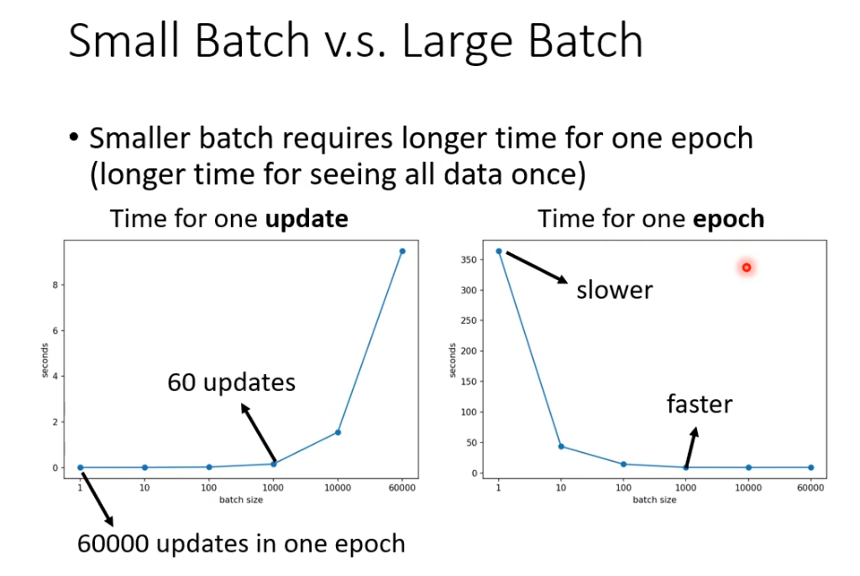 Small Batch v.s. Large Batch
• Smaller batch requires longer time for one epoch
(longer time for seeing all data once)
Time for one update
8
6
4
2
0
seconds
1 10 100 1000 10000 60000
batch size
60 updates
60000 updates in one epoch
Time for one epoch
350
300
250
200
150
100
50
0
seconds
1 10 100 1000 10000 60000
batch size
slower
faster